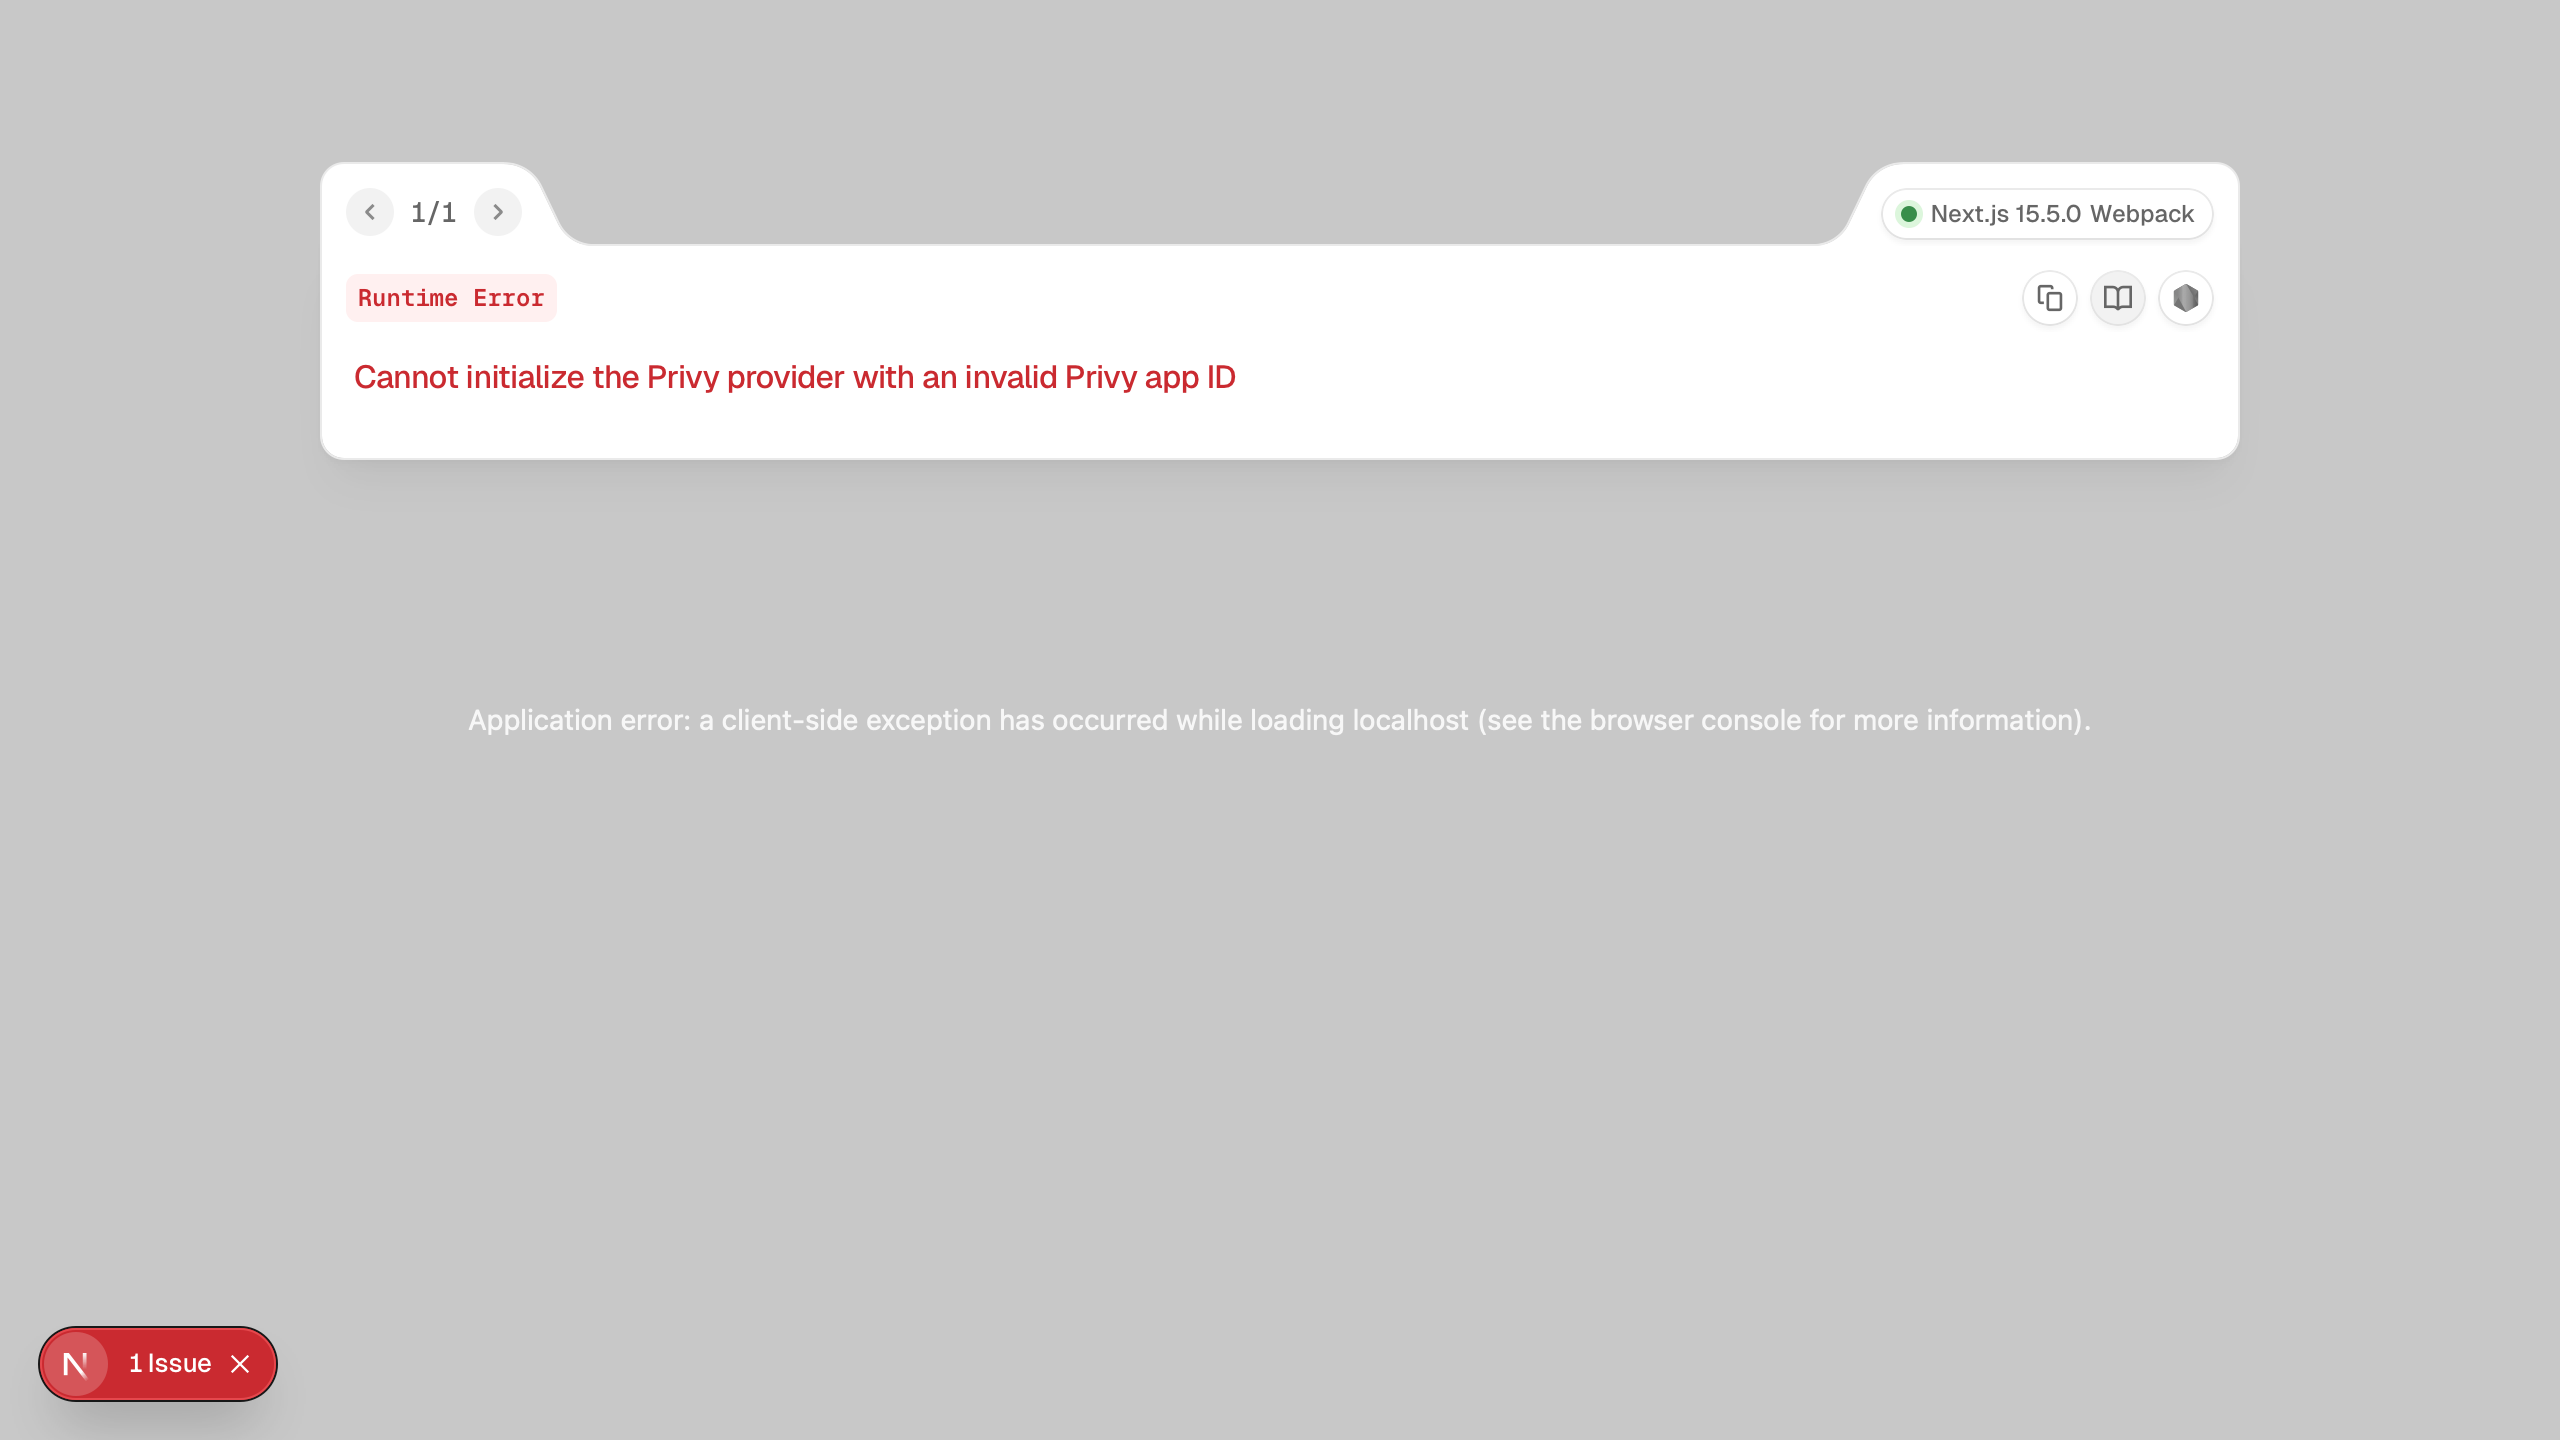 1/1
Next.js 15.5.0 Webpack
Runtime Error
Cannot initialize the Privy provider with an invalid Privy app ID
Application error: a client-side exception has occurred while loading localhost (see the browser console for more information).
N 1 Issue